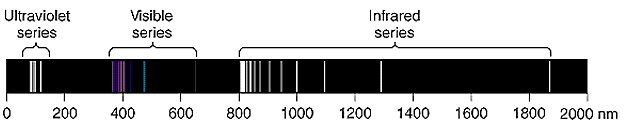 Ultraviolet Visible Infrared
series series series
0 200 400 600 800 1000 1200 1400 1600 1800 2000 nm